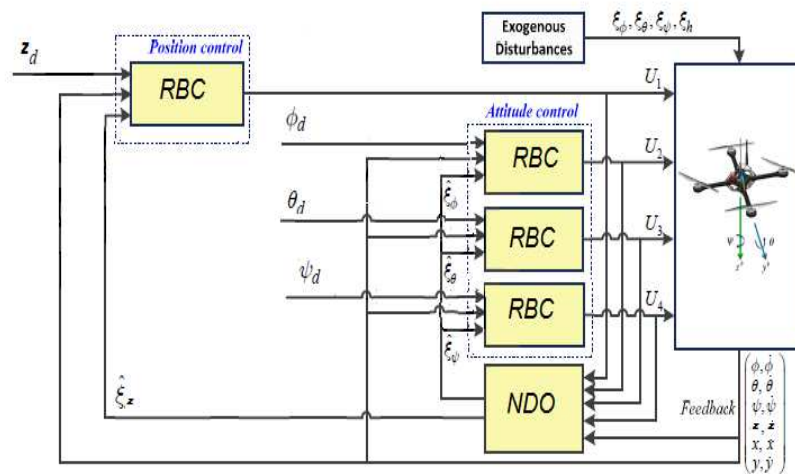 Position control
z_d
RBC
Exogenous
Disturbances
ξ_ϕ, ξ_θ, ξ_ψ, ξ_h
U_1
Attitude control
ϕ_d
RBC
U_2
ξ̂_ϕ
θ_d
RBC
U_3
ξ̂_θ
ψ_d
RBC
U_4
ξ̂_ψ
ψ
θ
ξ̂_z
NDO
Feedback
ϕ, ϕ̇
θ, θ̇
ψ, ψ̇
z, ż
x, ẋ
y, ẏ